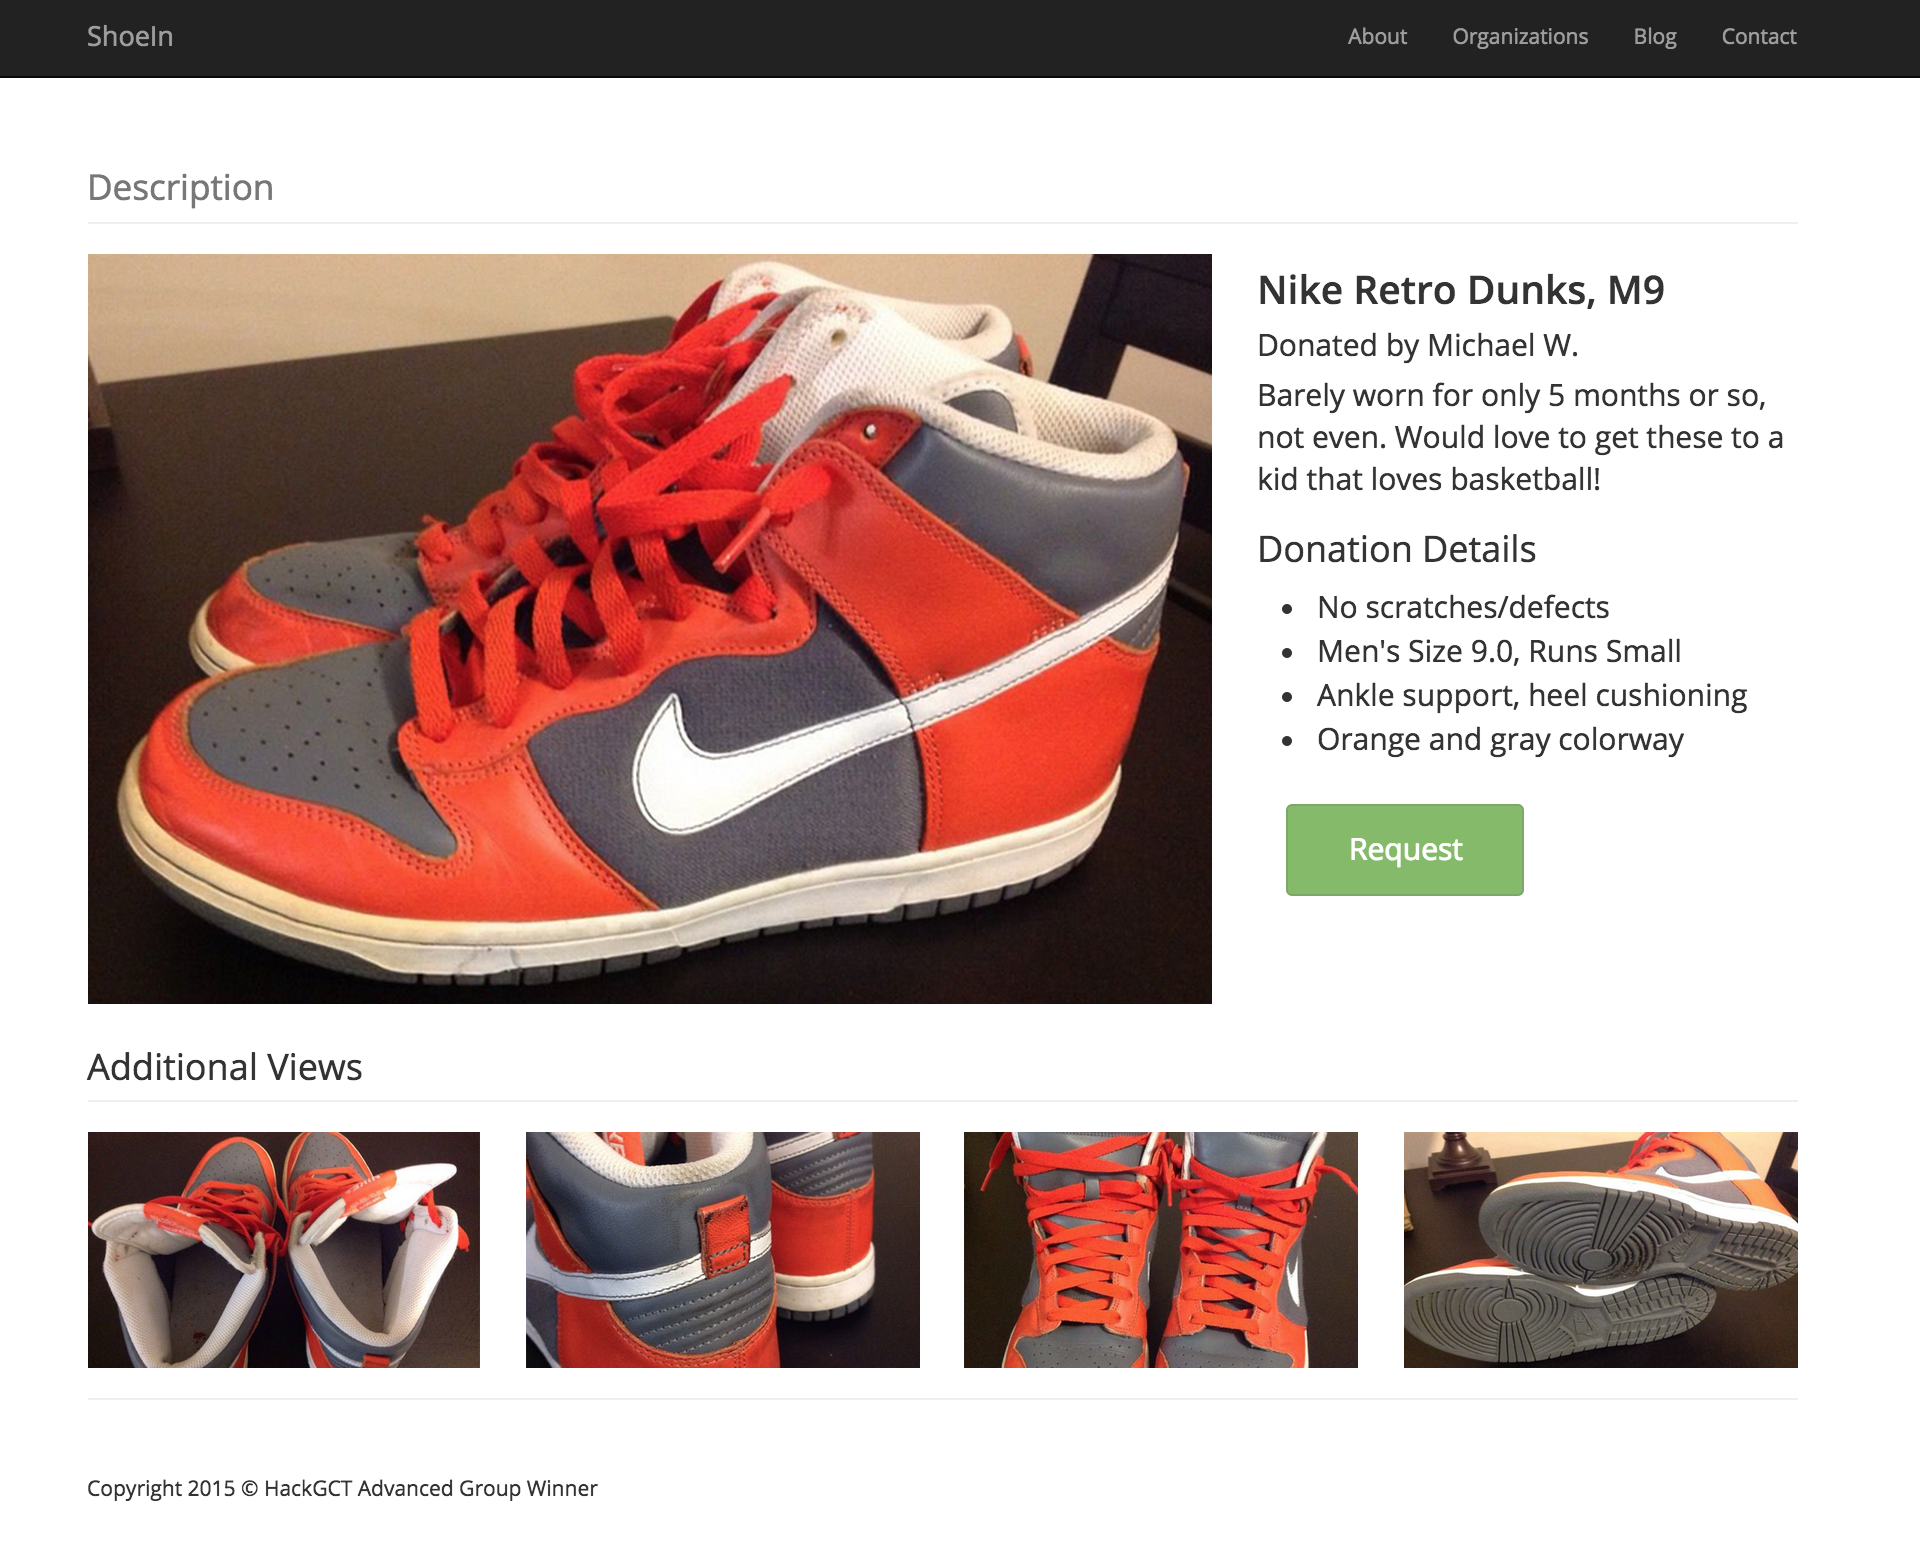 ShoeIn
About
Organizations
Blog
Contact
Description
Nike Retro Dunks, M9
Donated by Michael W.
Barely worn for only 5 months or so,
not even. Would love to get these to a
kid that loves basketball!
Donation Details
No scratches/defects
Men's Size 9.0, Runs Small
Ankle support, heel cushioning
Orange and gray colorway
Request
Additional Views
Copyright 2015 © HackGCT Advanced Group Winner